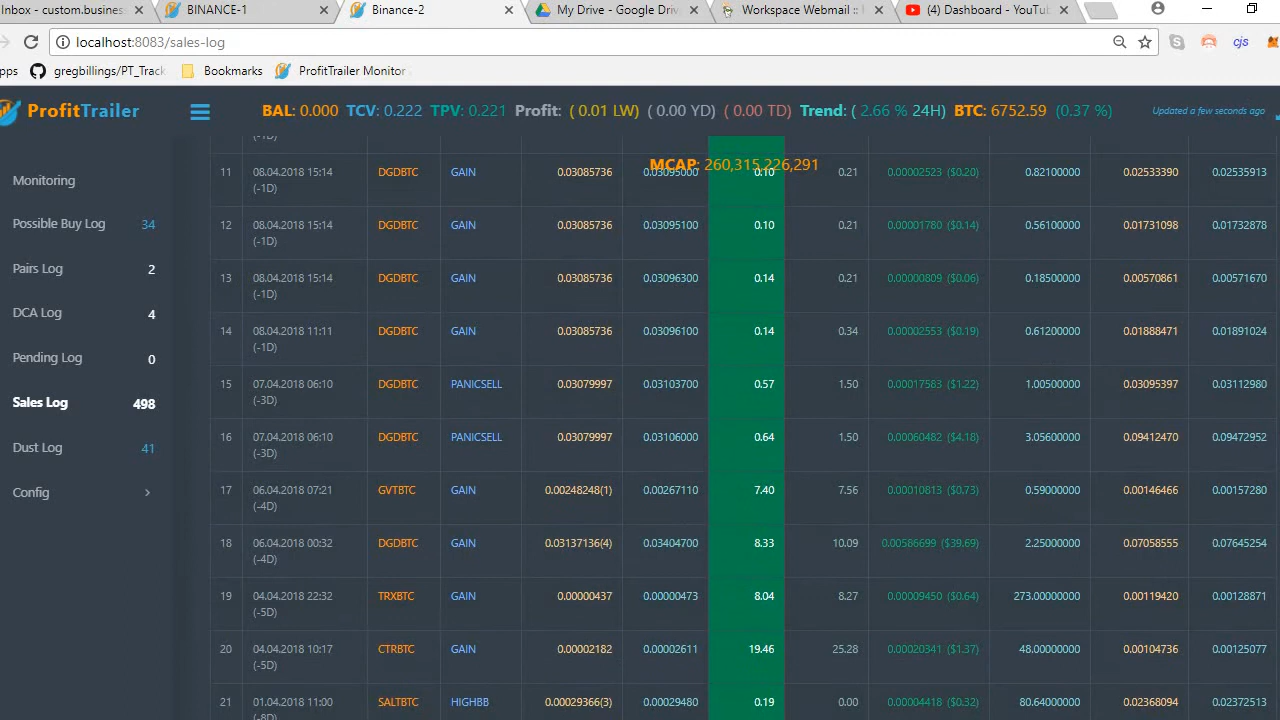 Inbox - custom.busines × BINANCE-1 × Binance-2 × My Drive - Google Driv × Workspace Webmail :: × (4) Dashboard - YouTu ×
localhost:8083/sales-log cjs
pps gregbillings/PT_Track Bookmarks ProfitTrailer Monitor
ProfitTrailer BAL: 0.000 TCV: 0.222 TPV: 0.221 Profit: ( 0.01 LW) ( 0.00 YD) ( 0.00 TD) Trend: ( 2.66 % 24H) BTC: 6752.59 (0.37 %) Updated a few seconds ago
MCAP: 260,315,226,291
Monitoring
Possible Buy Log 34
Pairs Log 2
DCA Log 4
Pending Log 0
Sales Log 498
Dust Log 41
Config
(-1D)
11 08.04.2018 15:14 DGDBTC GAIN 0.03085736 0.03095000 0.10 0.21 0.00002523 ($0.20) 0.82100000 0.02533390 0.02535913
(-1D)
12 08.04.2018 15:14 DGDBTC GAIN 0.03085736 0.03095100 0.10 0.21 0.00001780 ($0.14) 0.56100000 0.01731098 0.01732878
(-1D)
13 08.04.2018 15:14 DGDBTC GAIN 0.03085736 0.03096300 0.14 0.21 0.00000809 ($0.06) 0.18500000 0.00570861 0.00571670
(-1D)
14 08.04.2018 11:11 DGDBTC GAIN 0.03085736 0.03096100 0.14 0.34 0.00002553 ($0.19) 0.61200000 0.01888471 0.01891024
(-1D)
15 07.04.2018 06:10 DGDBTC PANICSELL 0.03079997 0.03103700 0.57 1.50 0.00017583 ($1.22) 1.00500000 0.03095397 0.03112980
(-3D)
16 07.04.2018 06:10 DGDBTC PANICSELL 0.03079997 0.03106000 0.64 1.50 0.00060482 ($4.18) 3.05600000 0.09412470 0.09472952
(-3D)
17 06.04.2018 07:21 GVTBTC GAIN 0.00248248(1) 0.00267110 7.40 7.56 0.00010813 ($0.73) 0.59000000 0.00146466 0.00157280
(-4D)
18 06.04.2018 00:32 DGDBTC GAIN 0.03137136(4) 0.03404700 8.33 10.09 0.00586699 ($39.69) 2.25000000 0.07058555 0.07645254
(-4D)
19 04.04.2018 22:32 TRXBTC GAIN 0.00000437 0.00000473 8.04 8.27 0.00009450 ($0.64) 273.00000000 0.00119420 0.00128871
(-5D)
20 04.04.2018 10:17 CTRBTC GAIN 0.00002182 0.00002611 19.46 25.28 0.00020341 ($1.37) 48.00000000 0.00104736 0.00125077
(-5D)
21 01.04.2018 11:00 SALTBTC HIGHBB 0.00029366(3) 0.00029480 0.19 0.00 0.00004418 ($0.32) 80.64000000 0.02368094 0.02372513
(-8D)